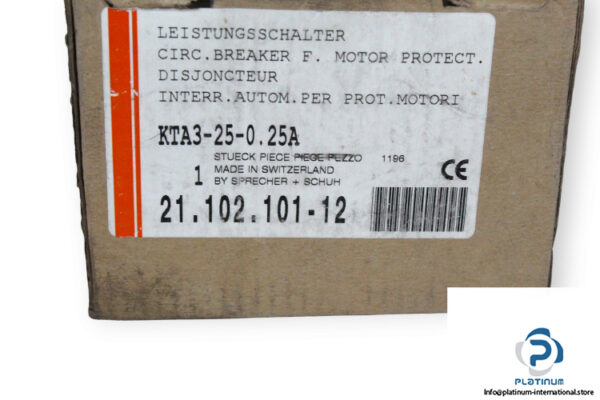 LEISTUNGSSCHALTER
CIRC.BREAKER F. MOTOR PROTECT.
DISJONCTEUR
INTERR.AUTOM.PER PROT.MOTORI
KTA3-25-0.25A
STUECK PIECE PIECE PEZZO 1196
1 MADE IN SWITZERLAND
BY SPRECHER + SCHUH
CE
21.102.101-12
PLATINUM
Info@platinum-international.store